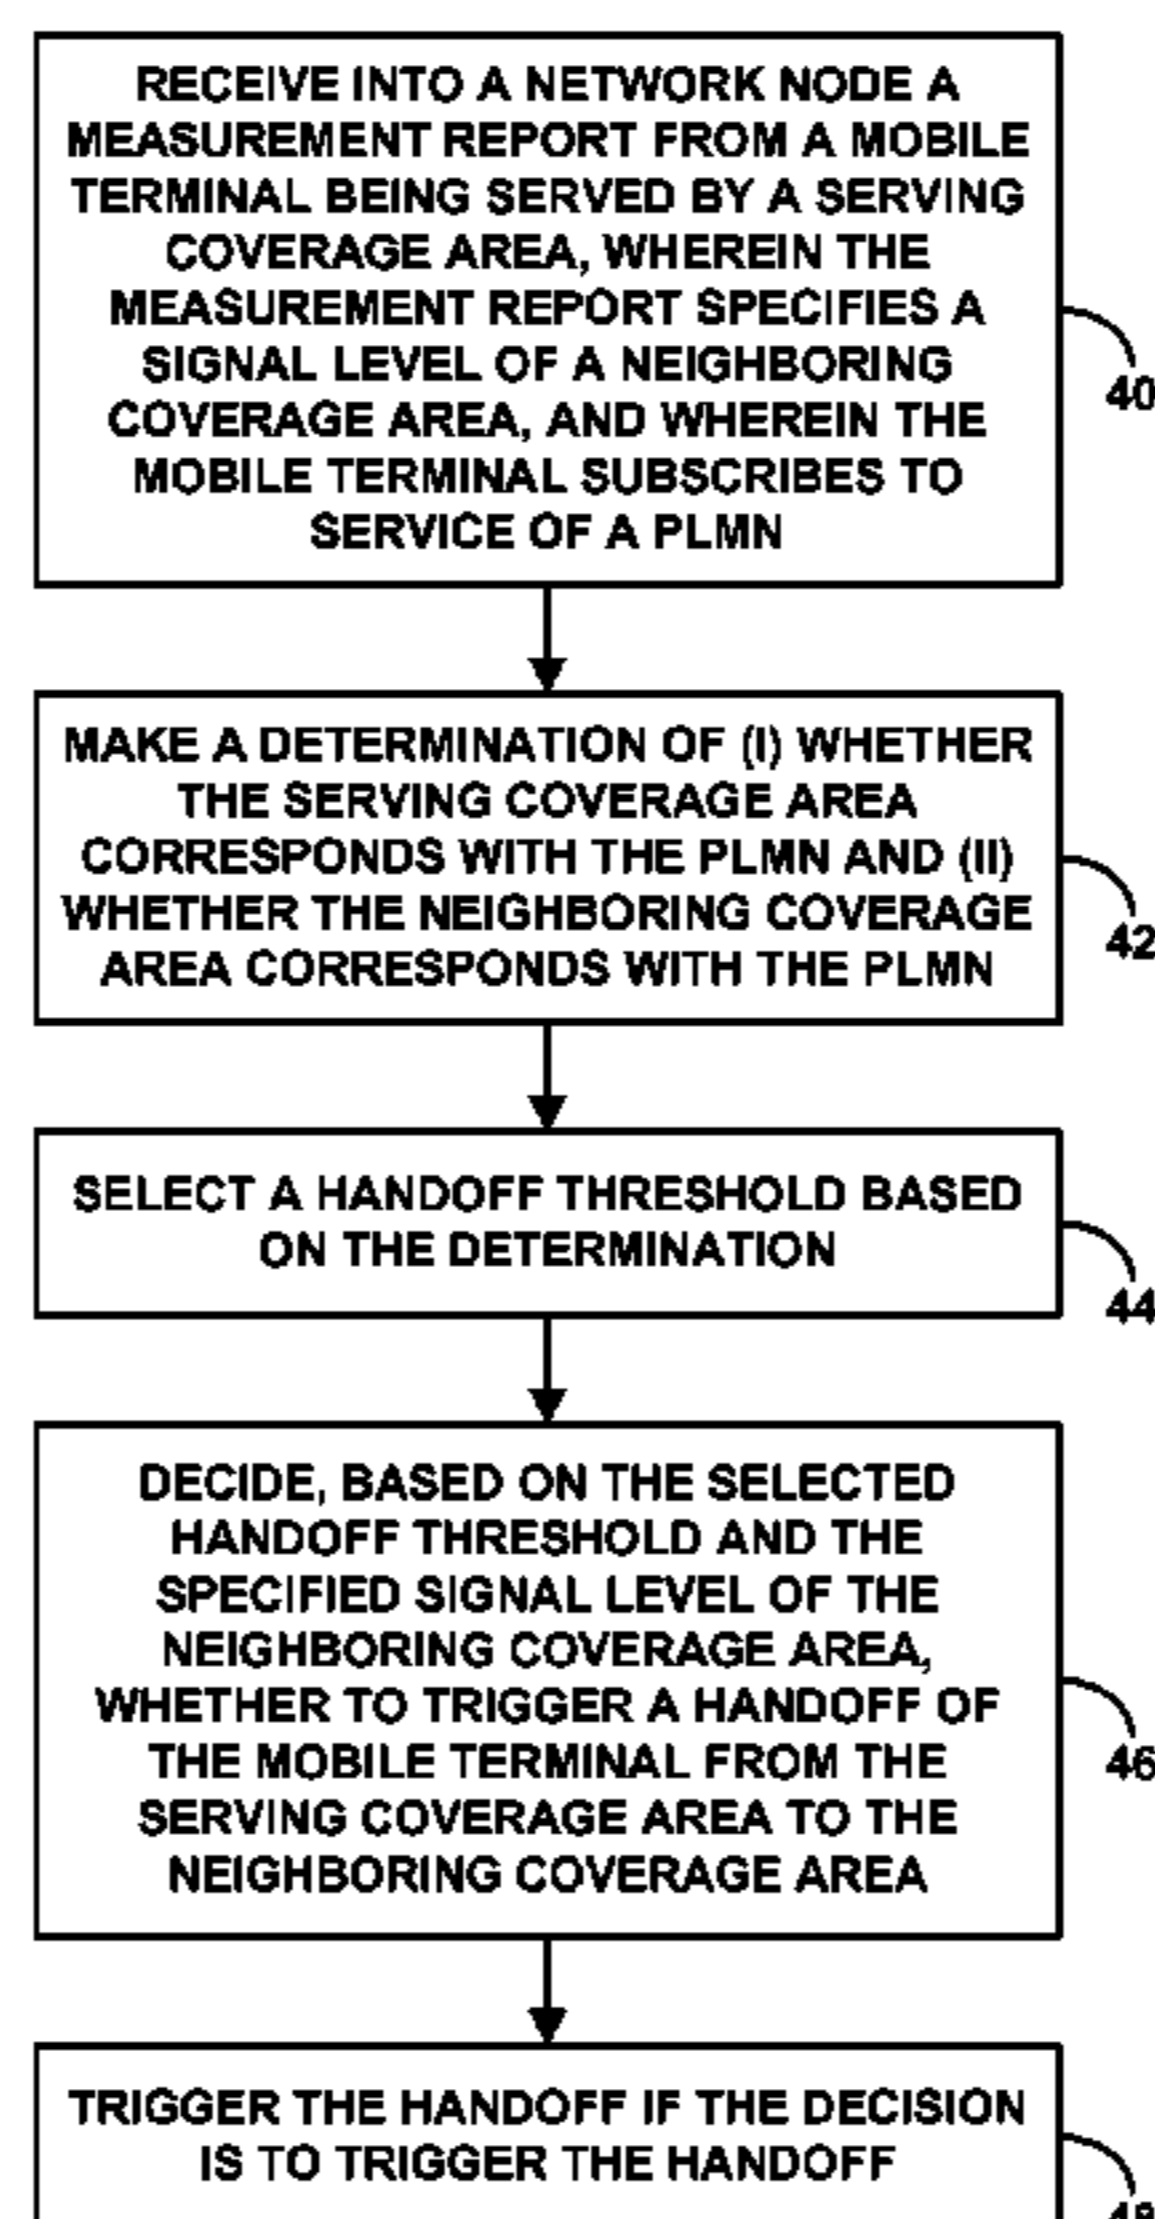 RECEIVE INTO A NETWORK NODE A
MEASUREMENT REPORT FROM A MOBILE
TERMINAL BEING SERVED BY A SERVING
COVERAGE AREA, WHEREIN THE
MEASUREMENT REPORT SPECIFIES A
SIGNAL LEVEL OF A NEIGHBORING
COVERAGE AREA, AND WHEREIN THE
MOBILE TERMINAL SUBSCRIBES TO
SERVICE OF A PLMN
40
MAKE A DETERMINATION OF (I) WHETHER
THE SERVING COVERAGE AREA
CORRESPONDS WITH THE PLMN AND (II)
WHETHER THE NEIGHBORING COVERAGE
AREA CORRESPONDS WITH THE PLMN
42
SELECT A HANDOFF THRESHOLD BASED
ON THE DETERMINATION
44
DECIDE, BASED ON THE SELECTED
HANDOFF THRESHOLD AND THE
SPECIFIED SIGNAL LEVEL OF THE
NEIGHBORING COVERAGE AREA,
WHETHER TO TRIGGER A HANDOFF OF
THE MOBILE TERMINAL FROM THE
SERVING COVERAGE AREA TO THE
NEIGHBORING COVERAGE AREA
46
TRIGGER THE HANDOFF IF THE DECISION
IS TO TRIGGER THE HANDOFF